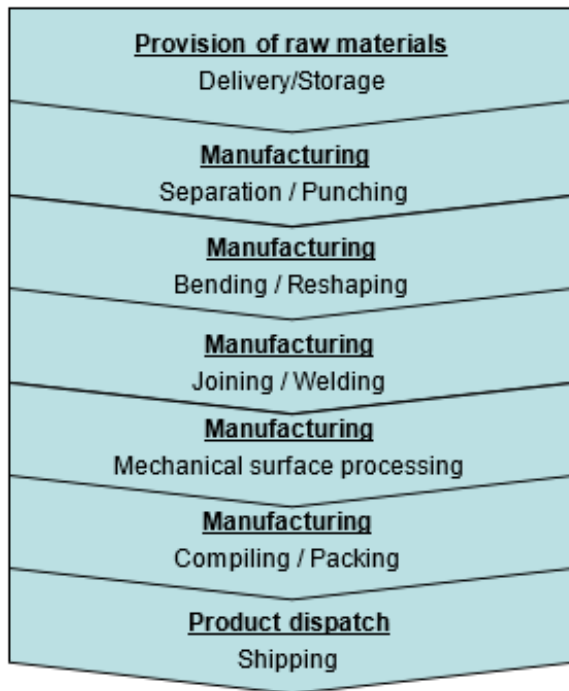 Provision of raw materials
Delivery/Storage
Manufacturing
Separation / Punching
Manufacturing
Bending / Reshaping
Manufacturing
Joining / Welding
Manufacturing
Mechanical surface processing
Manufacturing
Compiling / Packing
Product dispatch
Shipping